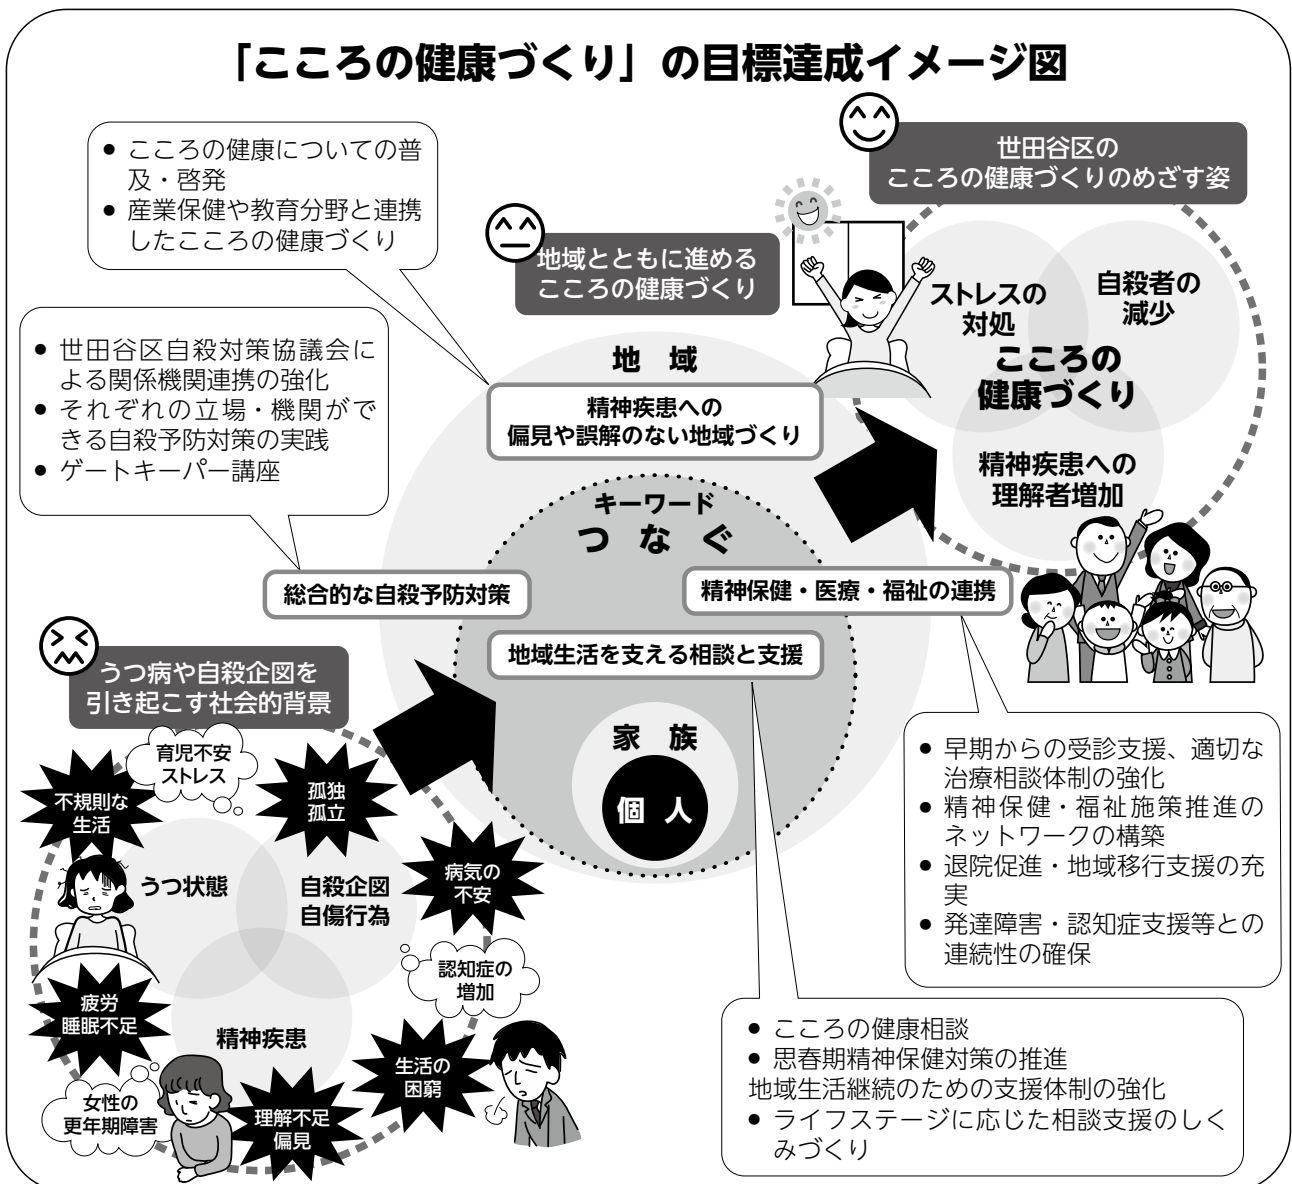 「こころの健康づくり」の目標達成イメージ図
● こころの健康についての普
及・啓発
● 産業保健や教育分野と連携
したこころの健康づくり
世田谷区の
こころの健康づくりのめざす姿
地域とともに進める
こころの健康づくり
ストレスの
対処
自殺者の
減少
こころの
健康づくり
精神疾患への
理解者増加
● 世田谷区自殺対策協議会に
よる関係機関連携の強化
● それぞれの立場・機関がで
きる自殺予防対策の実践
● ゲートキーパー講座
地 域
精神疾患への
偏見や誤解のない地域づくり
キーワード
つ な ぐ
総合的な自殺予防対策
精神保健・医療・福祉の連携
地域生活を支える相談と支援
家 族
個 人
うつ病や自殺企図を
引き起こす社会的背景
育児不安
ストレス
不規則な
生活
孤独
孤立
病気の
不安
うつ状態
自殺企図
自傷行為
認知症の
増加
疲労
睡眠不足
精神疾患
生活の
困窮
女性の
更年期障害
理解不足
偏見
● 早期からの受診支援、適切な
治療相談体制の強化
● 精神保健・福祉施策推進の
ネットワークの構築
● 退院促進・地域移行支援の充
実
● 発達障害・認知症支援等との
連続性の確保
● こころの健康相談
● 思春期精神保健対策の推進
地域生活継続のための支援体制の強化
● ライフステージに応じた相談支援のしく
みづくり